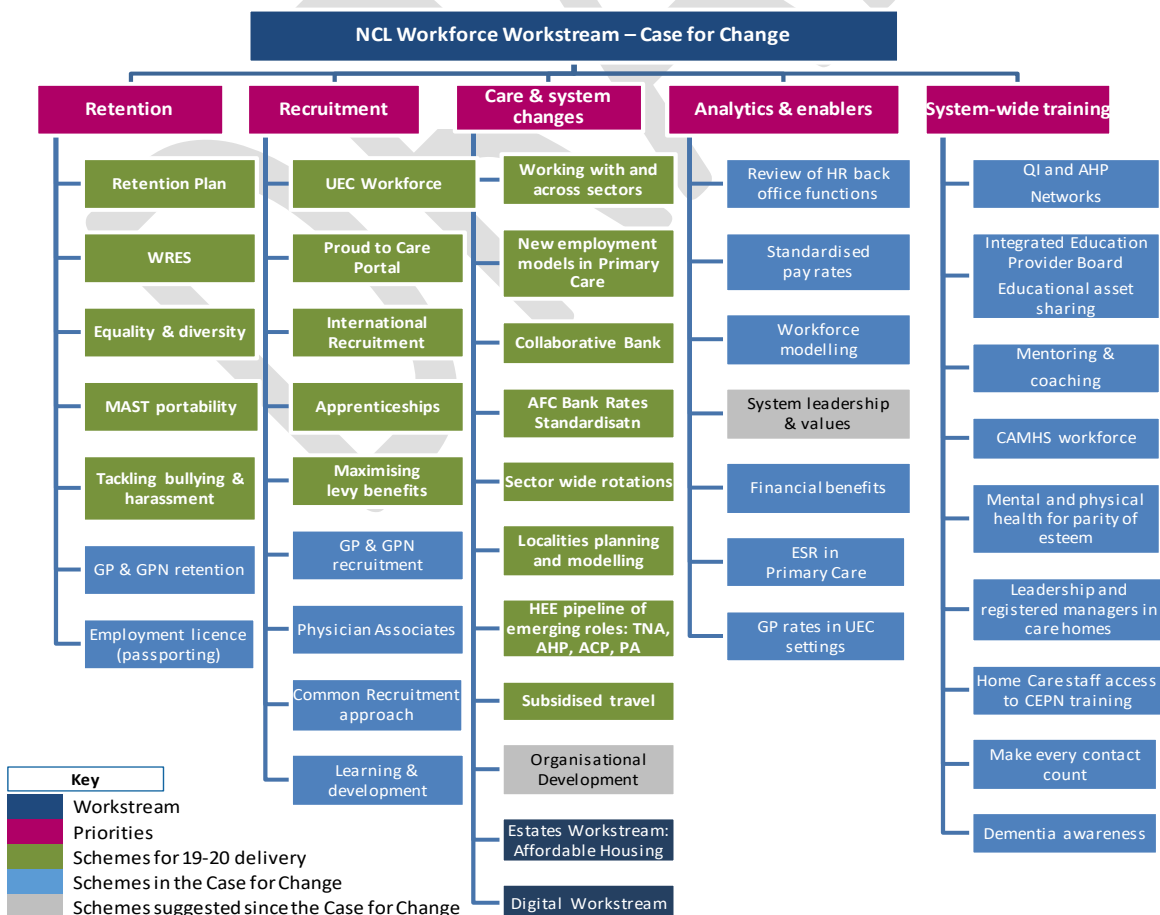 NCL Workforce Workstream – Case for Change
Retention
Recruitment
Care & system
changes
Analytics & enablers
System-wide training
Retention Plan
WRES
Equality & diversity
MAST portability
Tackling bullying &
harassment
GP & GPN retention
Employment licence
(passporting)
UEC Workforce
Proud to Care
Portal
International
Recruitment
Apprenticeships
Maximising
levy benefits
GP & GPN
recruitment
Physician Associates
Common Recruitment
approach
Learning &
development
Working with and
across sectors
New employment
models in Primary
Care
Collaborative Bank
AFC Bank Rates
Standardisatn
Sector wide rotations
Localities planning
and modelling
HEE pipeline of
emerging roles: TNA,
AHP, ACP, PA
Subsidised travel
Organisational
Development
Estates Workstream:
Affordable Housing
Digital Workstream
Review of HR back
office functions
Standardised
pay rates
Workforce
modelling
System leadership
& values
Financial benefits
ESR in
Primary Care
GP rates in UEC
settings
QI and AHP
Networks
Integrated Education
Provider Board
Educational asset
sharing
Mentoring &
coaching
CAMHS workforce
Mental and physical
health for parity of
esteem
Leadership and
registered managers in
care homes
Home Care staff access
to CEPN training
Make every contact
count
Dementia awareness
Key
Workstream
Priorities
Schemes for 19-20 delivery
Schemes in the Case for Change
Schemes suggested since the Case for Change